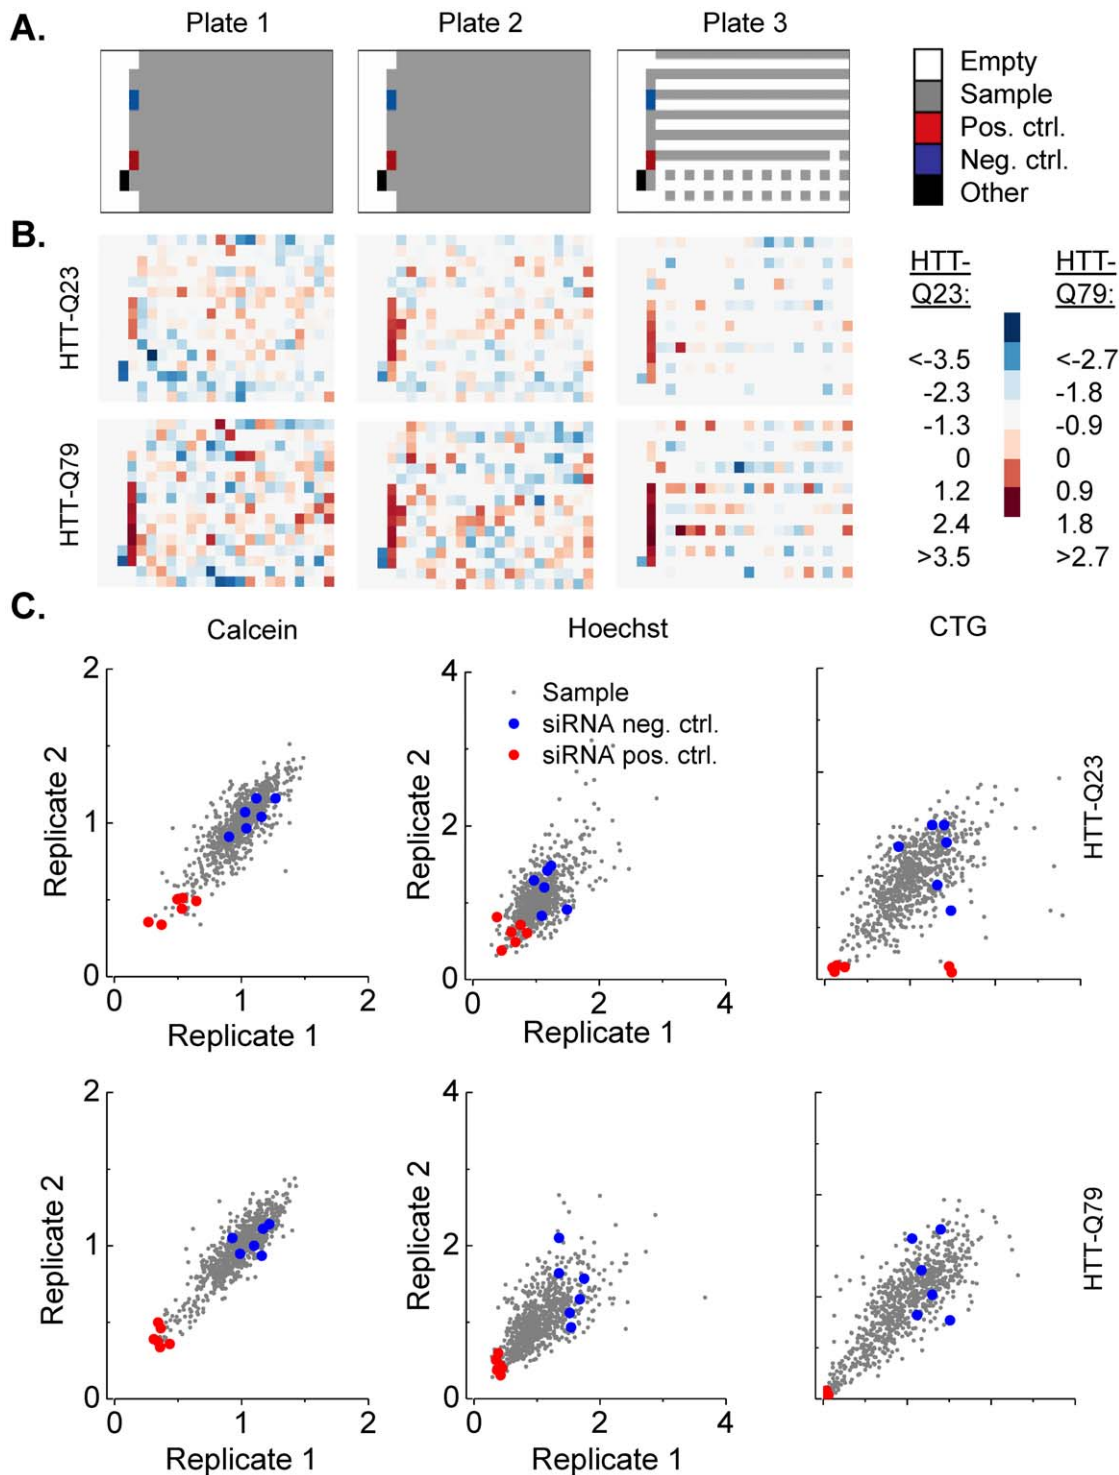 A.
Plate 1
Plate 2
Plate 3
Empty
Sample
Pos. ctrl.
Neg. ctrl.
Other
B.
HTT-Q23
HTT-Q79
HTT-
Q23:
<-3.5
-2.3
-1.3
0
1.2
2.4
>3.5
HTT-
Q79:
<-2.7
-1.8
-0.9
0
0.9
1.8
>2.7
C.
Calcein
Hoechst
CTG
2
1
0
Replicate 2
0
1
2
Replicate 1
4
2
0
Replicate 2
Sample
siRNA neg. ctrl.
siRNA pos. ctrl.
0
2
4
Replicate 1
HTT-Q23
2
1
0
Replicate 2
0
1
2
Replicate 1
4
2
0
Replicate 2
0
2
4
Replicate 1
HTT-Q79